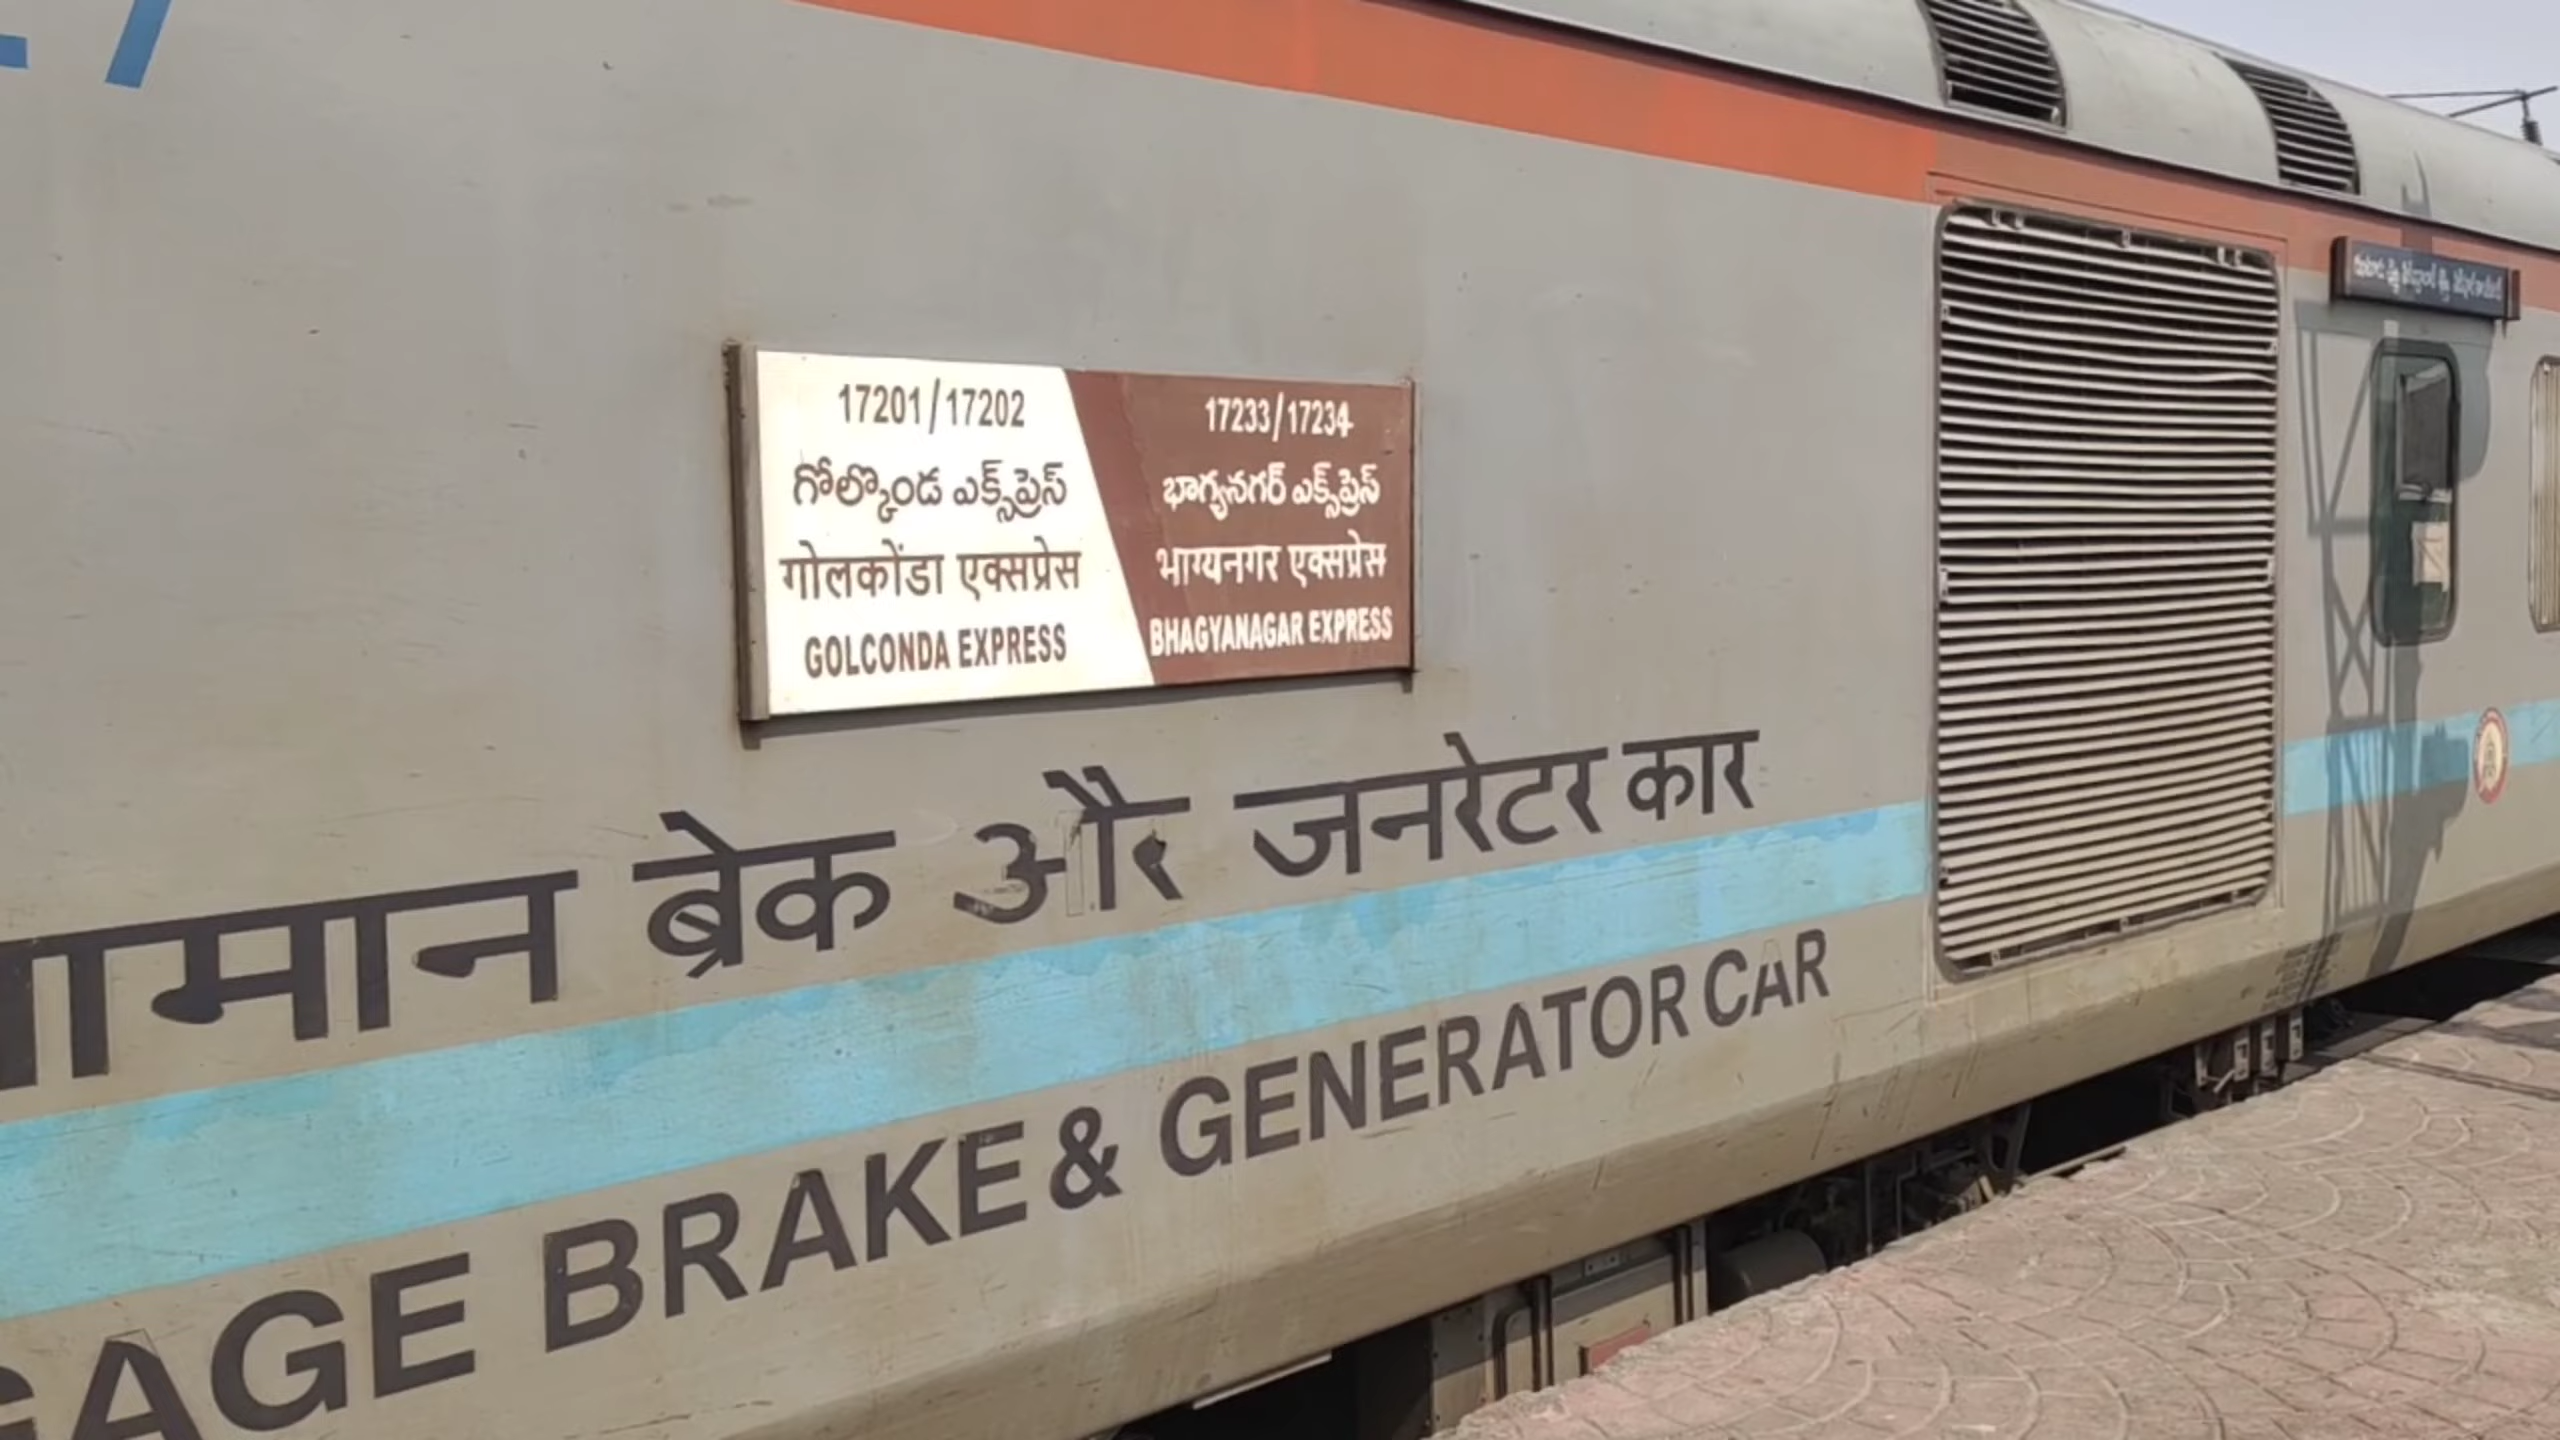 17201/17202
గోల్కొండ ఎక్స్‌ప్రెస్
गोलकोंडा एक्सप्रेस
GOLCONDA EXPRESS
17233/17234
భాగ్యనగర్ ఎక్స్‌ప్రెస్
भाग्यनगर एक्सप्रेस
BHAGYANAGAR EXPRESS
ामान ब्रेक और जनरेटर कार
GAGE BRAKE & GENERATOR CAR